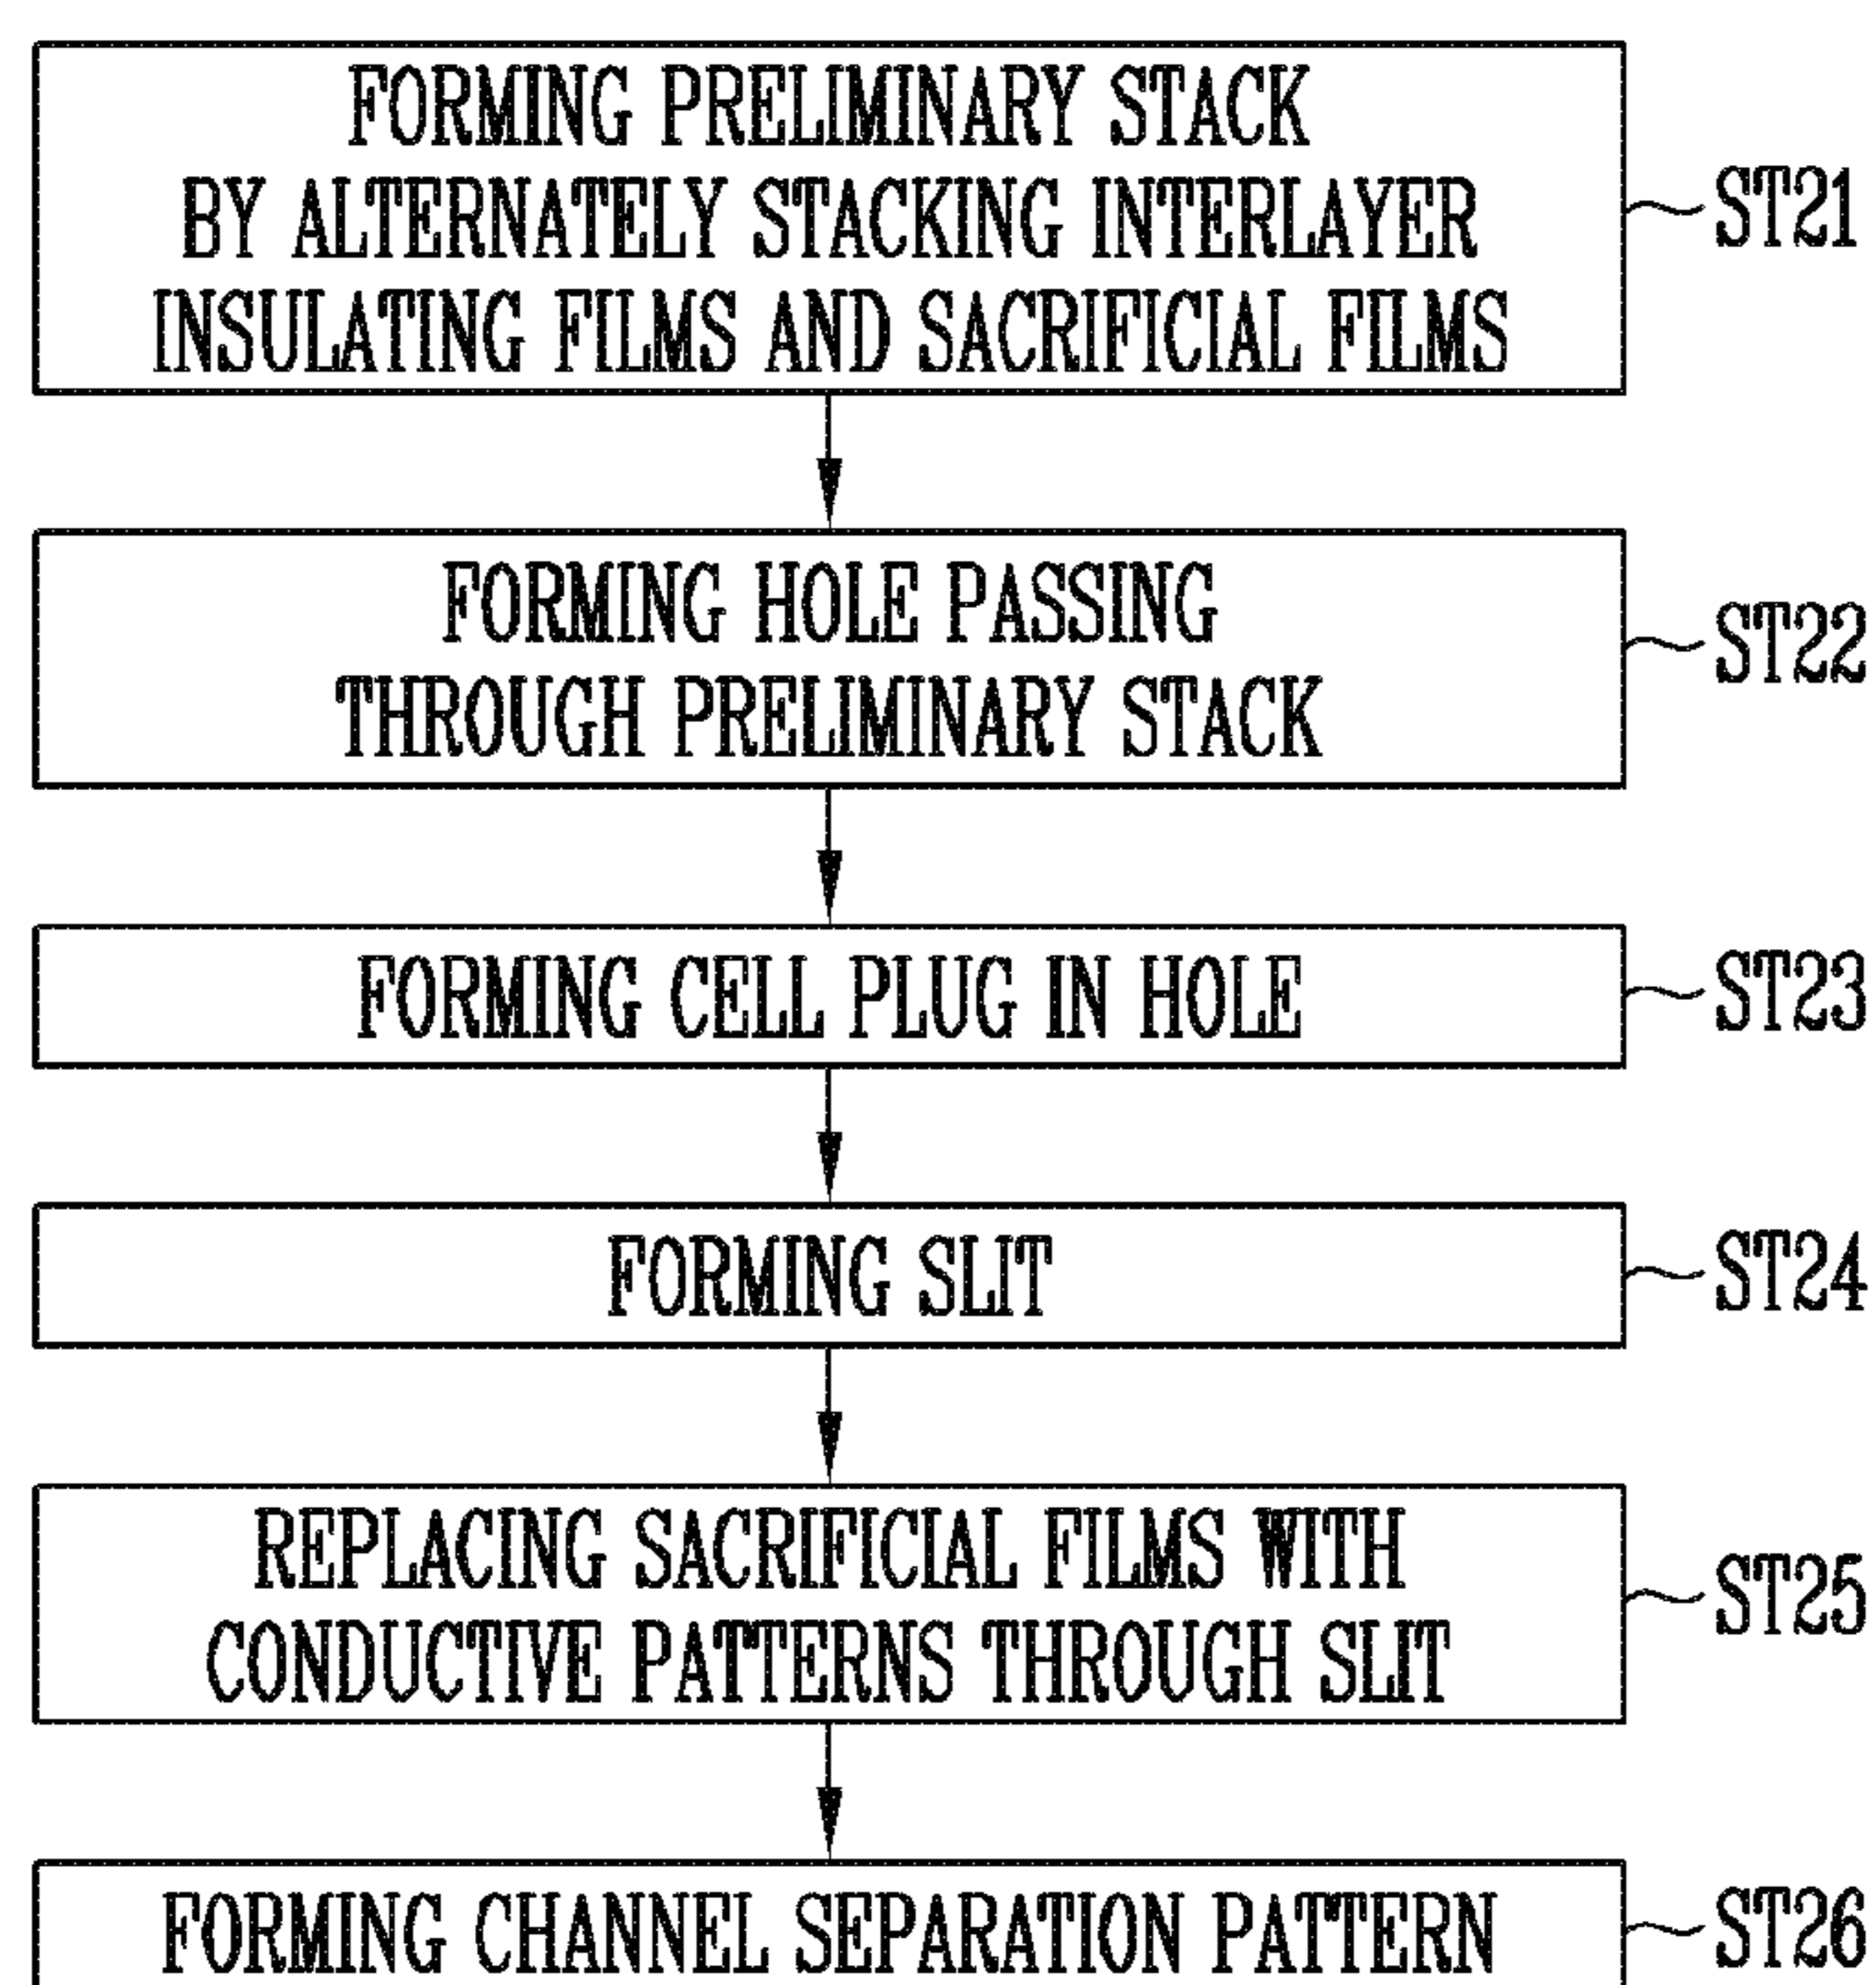 FORMING PRELIMINARY STACK
BY ALTERNATELY STACKING INTERLAYER
INSULATING FILMS AND SACRIFICIAL FILMS
ST21
FORMING HOLE PASSING
THROUGH PRELIMINARY STACK
ST22
FORMING CELL PLUG IN HOLE
ST23
FORMING SLIT
ST24
REPLACING SACRIFICIAL FILMS WITH
CONDUCTIVE PATTERNS THROUGH SLIT
ST25
FORMING CHANNEL SEPARATION PATTERN
ST26